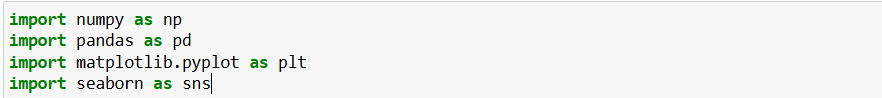 import numpy as np
import pandas as pd
import matplotlib.pyplot as plt
import seaborn as sns